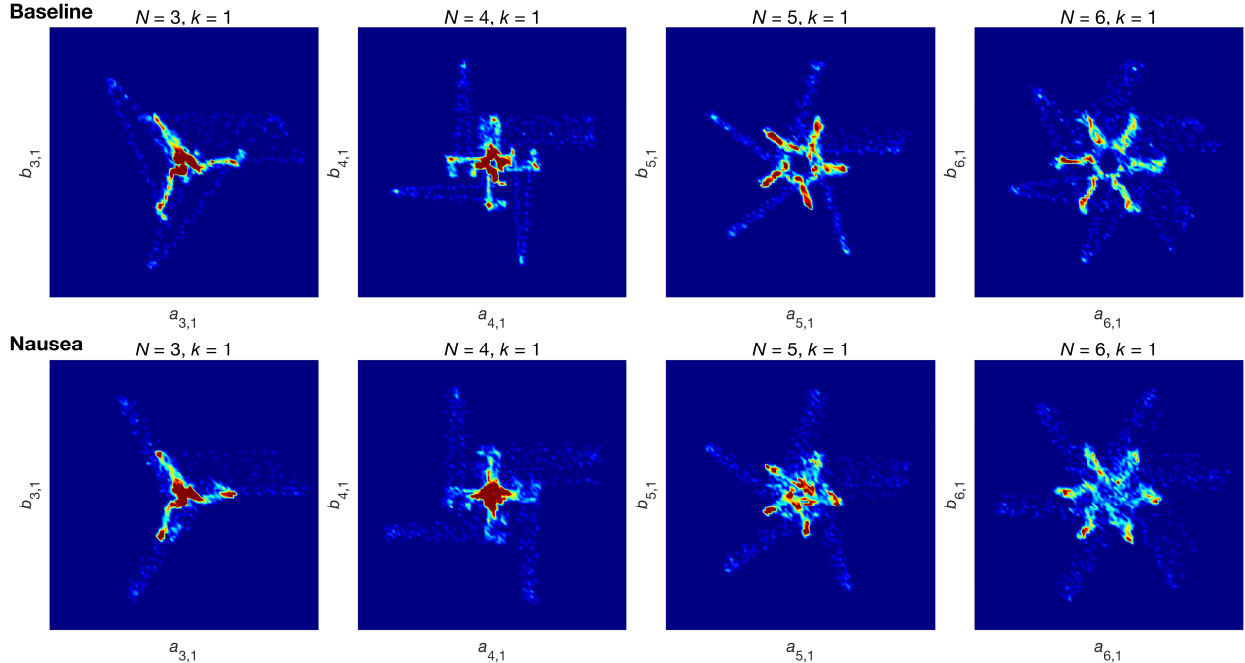 Baseline
N = 3, k = 1 N = 4, k = 1 N = 5, k = 1 N = 6, k = 1
b3,1 b4,1 b5,1 b6,1
a3,1 a4,1 a5,1 a6,1
Nausea
N = 3, k = 1 N = 4, k = 1 N = 5, k = 1 N = 6, k = 1
b3,1 b4,1 b5,1 b6,1
a3,1 a4,1 a5,1 a6,1